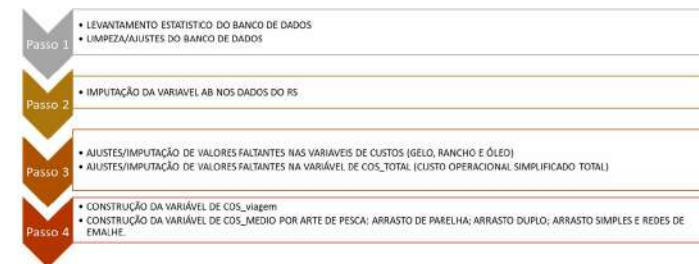 Passo 1
• LEVANTAMENTO ESTATISTICO DO BANCO DE DADOS
• LIMPEZA/AJUSTES DO BANCO DE DADOS
Passo 2
• IMPUTAÇÃO DA VARIAVEL AB NOS DADOS DO RS
Passo 3
• AJUSTES/IMPUTAÇÃO DE VALORES FALTANTES NAS VARIAVEIS DE CUSTOS (GELO, RANCHO E ÓLEO)
• AJUSTES/IMPUTAÇÃO DE VALORES FALTANTES NA VARIÁVEL DE COS_TOTAL (CUSTO OPERACIONAL SIMPLIFICADO TOTAL)
Passo 4
• CONSTRUÇÃO DA VARIÁVEL DE COS_viagem
• CONSTRUÇÃO DA VARIÁVEL DE COS_MEDIO POR ARTE DE PESCA: ARRASTO DE PARELHA; ARRASTO DUPLO; ARRASTO SIMPLES E REDES DE
EMALHE.